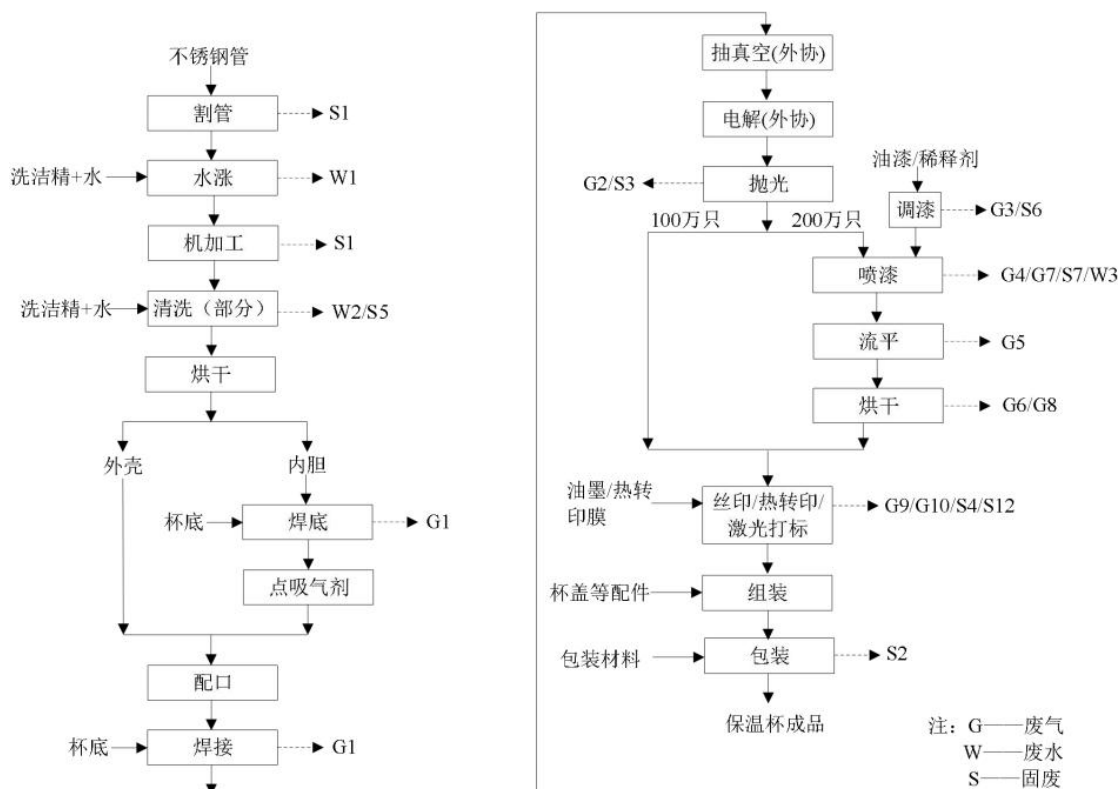 不锈钢管
割管
S1
洗洁精+水
水涨
W1
机加工
S1
洗洁精+水
清洗（部分）
W2/S5
烘干
外壳
内胆
杯底
焊底
G1
点吸气剂
配口
杯底
焊接
G1
抽真空(外协)
电解(外协)
油漆/稀释剂
G2/S3
抛光
调漆
G3/S6
100万只
200万只
喷漆
G4/G7/S7/W3
流平
G5
烘干
G6/G8
油墨/热转
印膜
丝印/热转印/
激光打标
G9/G10/S4/S12
杯盖等配件
组装
包装材料
包装
S2
保温杯成品
注：G——废气
W——废水
S——固废